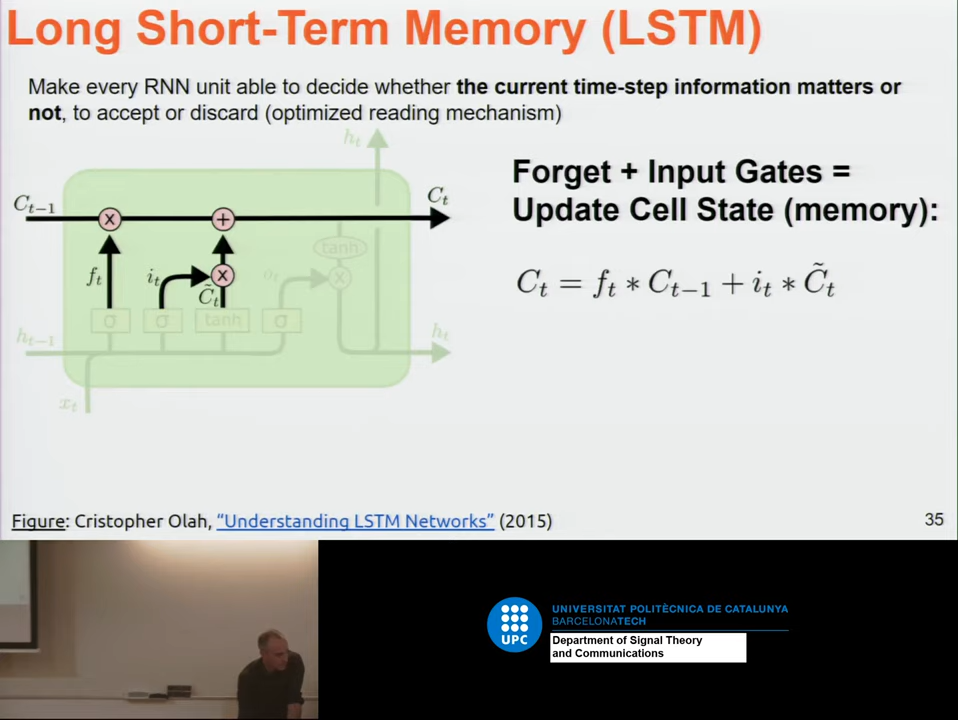 Long Short-Term Memory (LSTM)
Make every RNN unit able to decide whether the current time-step information matters or
not, to accept or discard (optimized reading mechanism)
h_t
C_{t-1}
C_t
x
+
tanh
f_t
i_t
x
o_t
x
C̃_t
σ
σ
tanh
σ
h_{t-1}
h_t
x_t
Forget + Input Gates =
Update Cell State (memory):
C_t = f_t * C_{t-1} + i_t * C̃_t
Figure: Cristopher Olah, “Understanding LSTM Networks” (2015)
35
UPC
UNIVERSITAT POLITÈCNICA DE CATALUNYA
BARCELONATECH
Department of Signal Theory
and Communications